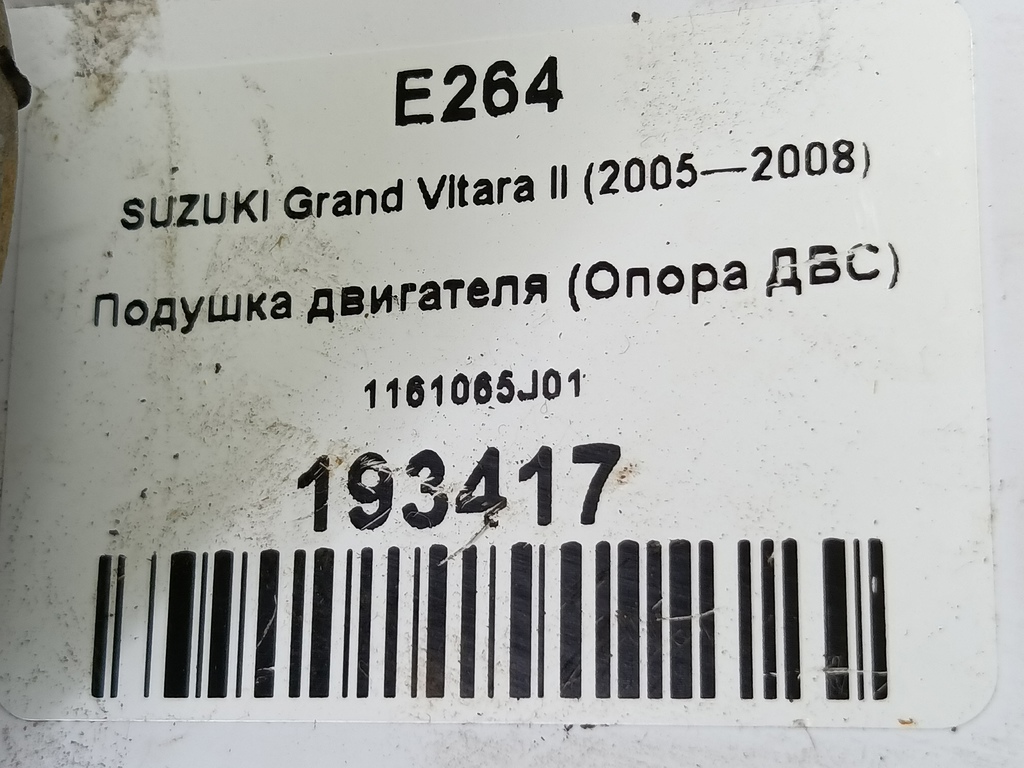 E264
SUZUKI Grand Vitara II (2005—2008)
Подушка двигателя (Опора ДВС)
1161065J01
193417